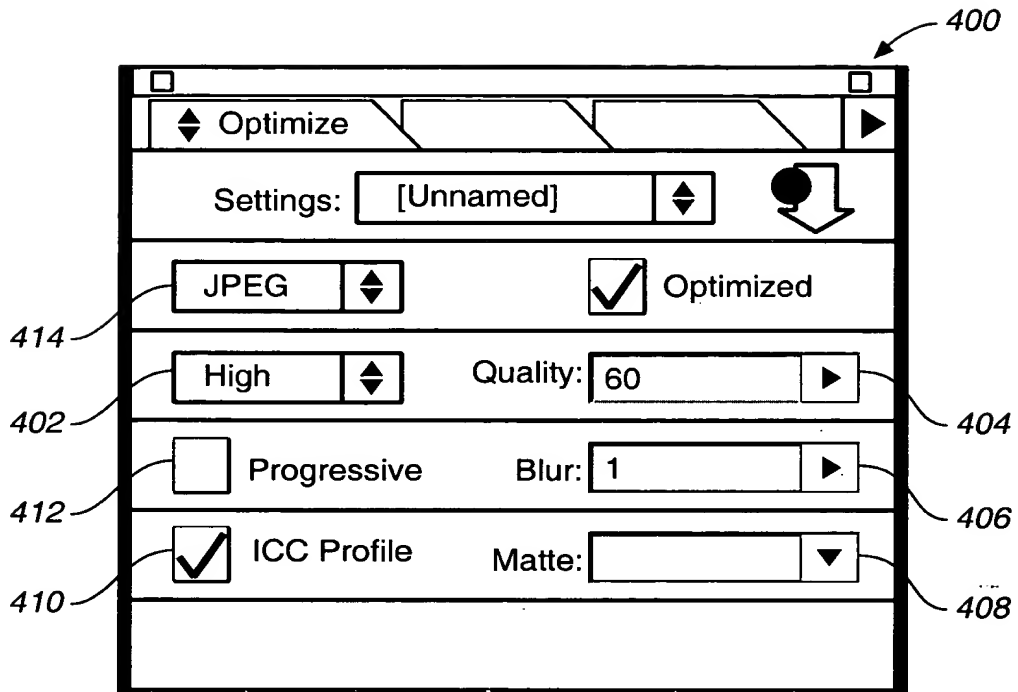 400
Optimize
Settings: [Unnamed]
JPEG Optimized
414
High Quality: 60
402 404
Progressive Blur: 1
412 406
ICC Profile Matte:
410 408